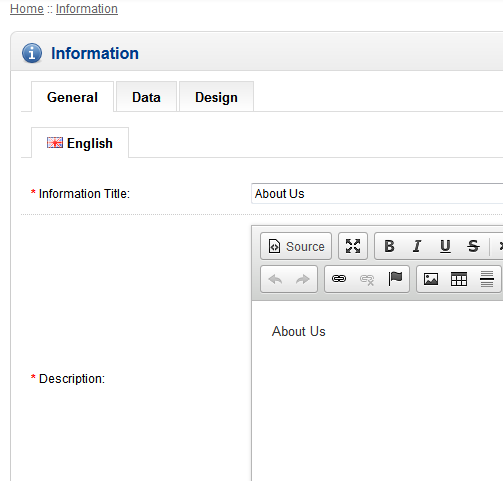 Home :: Information
Information
General Data Design
English
* Information Title: About Us
Source B I U S
About Us
* Description: